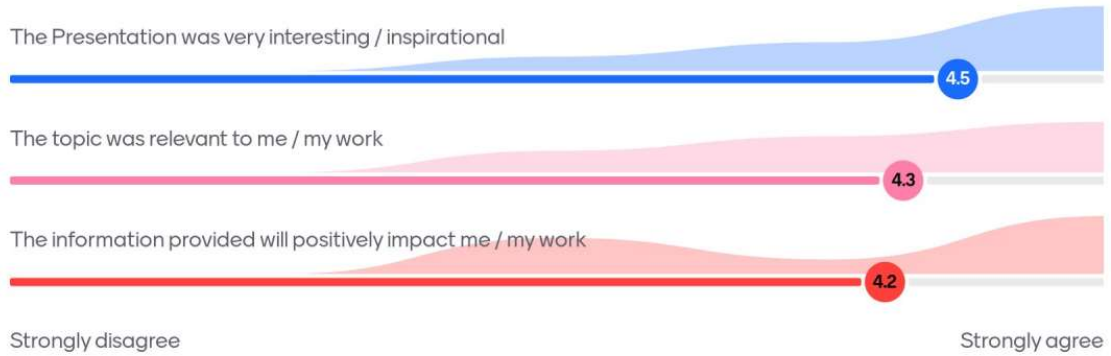 The Presentation was very interesting / inspirational
4.5
The topic was relevant to me / my work
4.3
The information provided will positively impact me / my work
4.2
Strongly disagree
Strongly agree